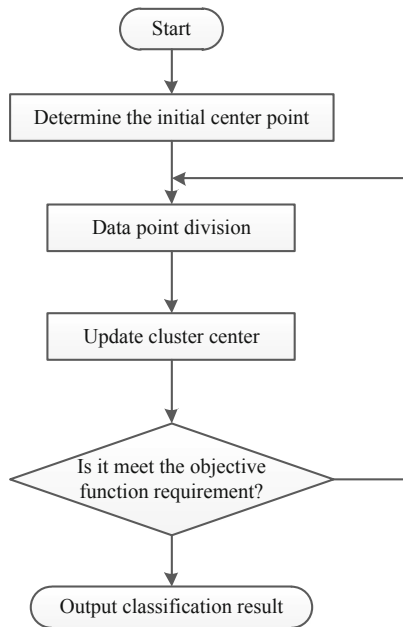 Start
Determine the initial center point
Data point division
Update cluster center
Is it meet the objective
function requirement?
Output classification result